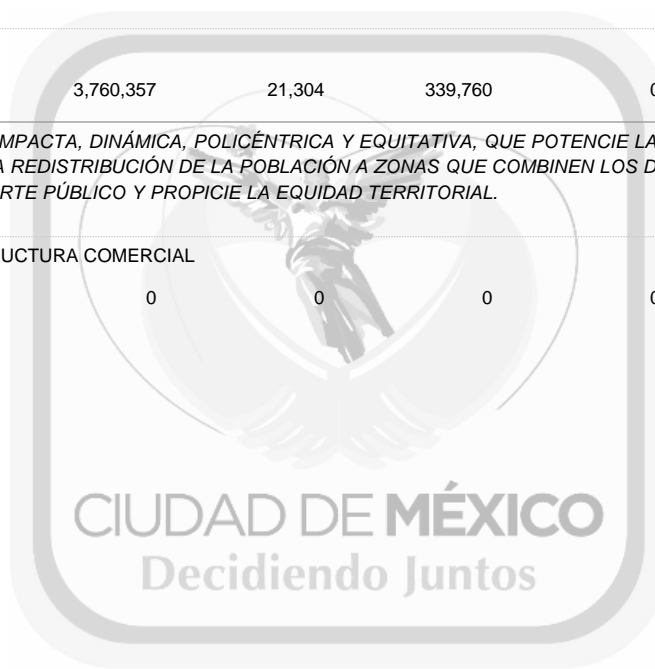 3,760,357 21,304 339,760 0
IMPACTA, DINÁMICA, POLICÉNTRICA Y EQUITATIVA, QUE POTENCIE LA
A REDISTRIBUCIÓN DE LA POBLACIÓN A ZONAS QUE COMBINEN LOS D
RTE PÚBLICO Y PROPICIE LA EQUIDAD TERRITORIAL.
UCTURA COMERCIAL
0 0 0 0
CIUDAD DE MÉXICO
Decidiendo Juntos